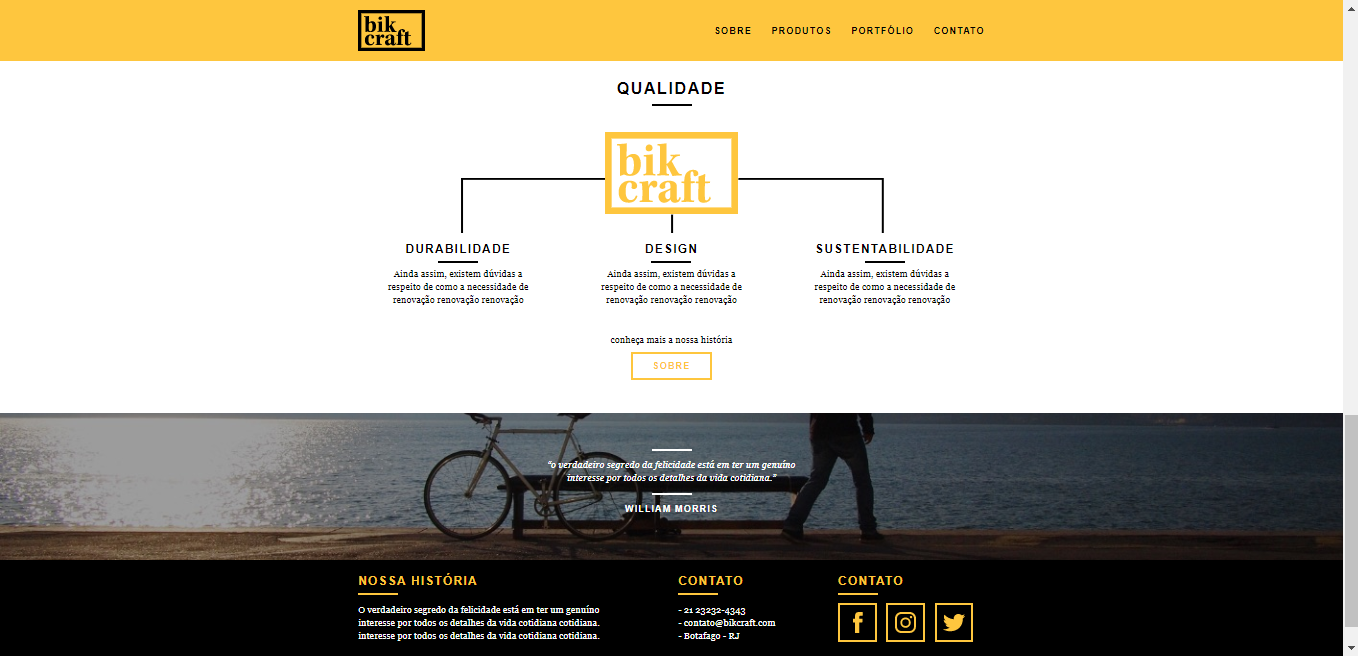 bik
craft
SOBRE PRODUTOS PORTFÓLIO CONTATO
QUALIDADE
bik
craft
DURABILIDADE
Ainda assim, existem dúvidas a
respeito de como a necessidade de
renovação renovação renovação
DESIGN
Ainda assim, existem dúvidas a
respeito de como a necessidade de
renovação renovação renovação
SUSTENTABILIDADE
Ainda assim, existem dúvidas a
respeito de como a necessidade de
renovação renovação renovação
conheça mais a nossa história
SOBRE
“o verdadeiro segredo da felicidade está em ter um genuíno
interesse por todos os detalhes da vida cotidiana.”
WILLIAM MORRIS
NOSSA HISTÓRIA
O verdadeiro segredo da felicidade está em ter um genuíno
interesse por todos os detalhes da vida cotidiana cotidiana.
interesse por todos os detalhes da vida cotidiana cotidiana.
CONTATO
- 21 23232-4343
- contato@bikcraft.com
- Botafago - RJ
CONTATO